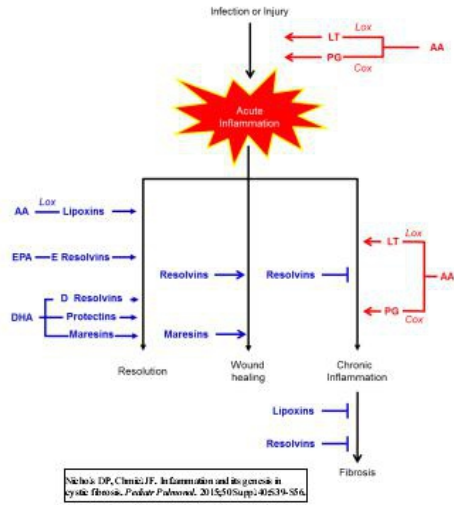 Infection or Injury
Lox
LT
AA
PG
Cox
Acute
Inflammation
Lox
AA Lipoxins
EPA E Resolvins
Resolvins Resolvins
D Resolvins
DHA Protectins
Maresins Maresins
LT Lox
AA
PG
Cox
Resolution Wound
healing
Chronic
Inflammation
Lipoxins
Resolvins
Fibrosis
Nichols DP, Chmiel JF. Inflammation and its genesis in
cystic fibrosis. Pediatr Pulmonol. 2015;50 Suppl 40:S39-S56.